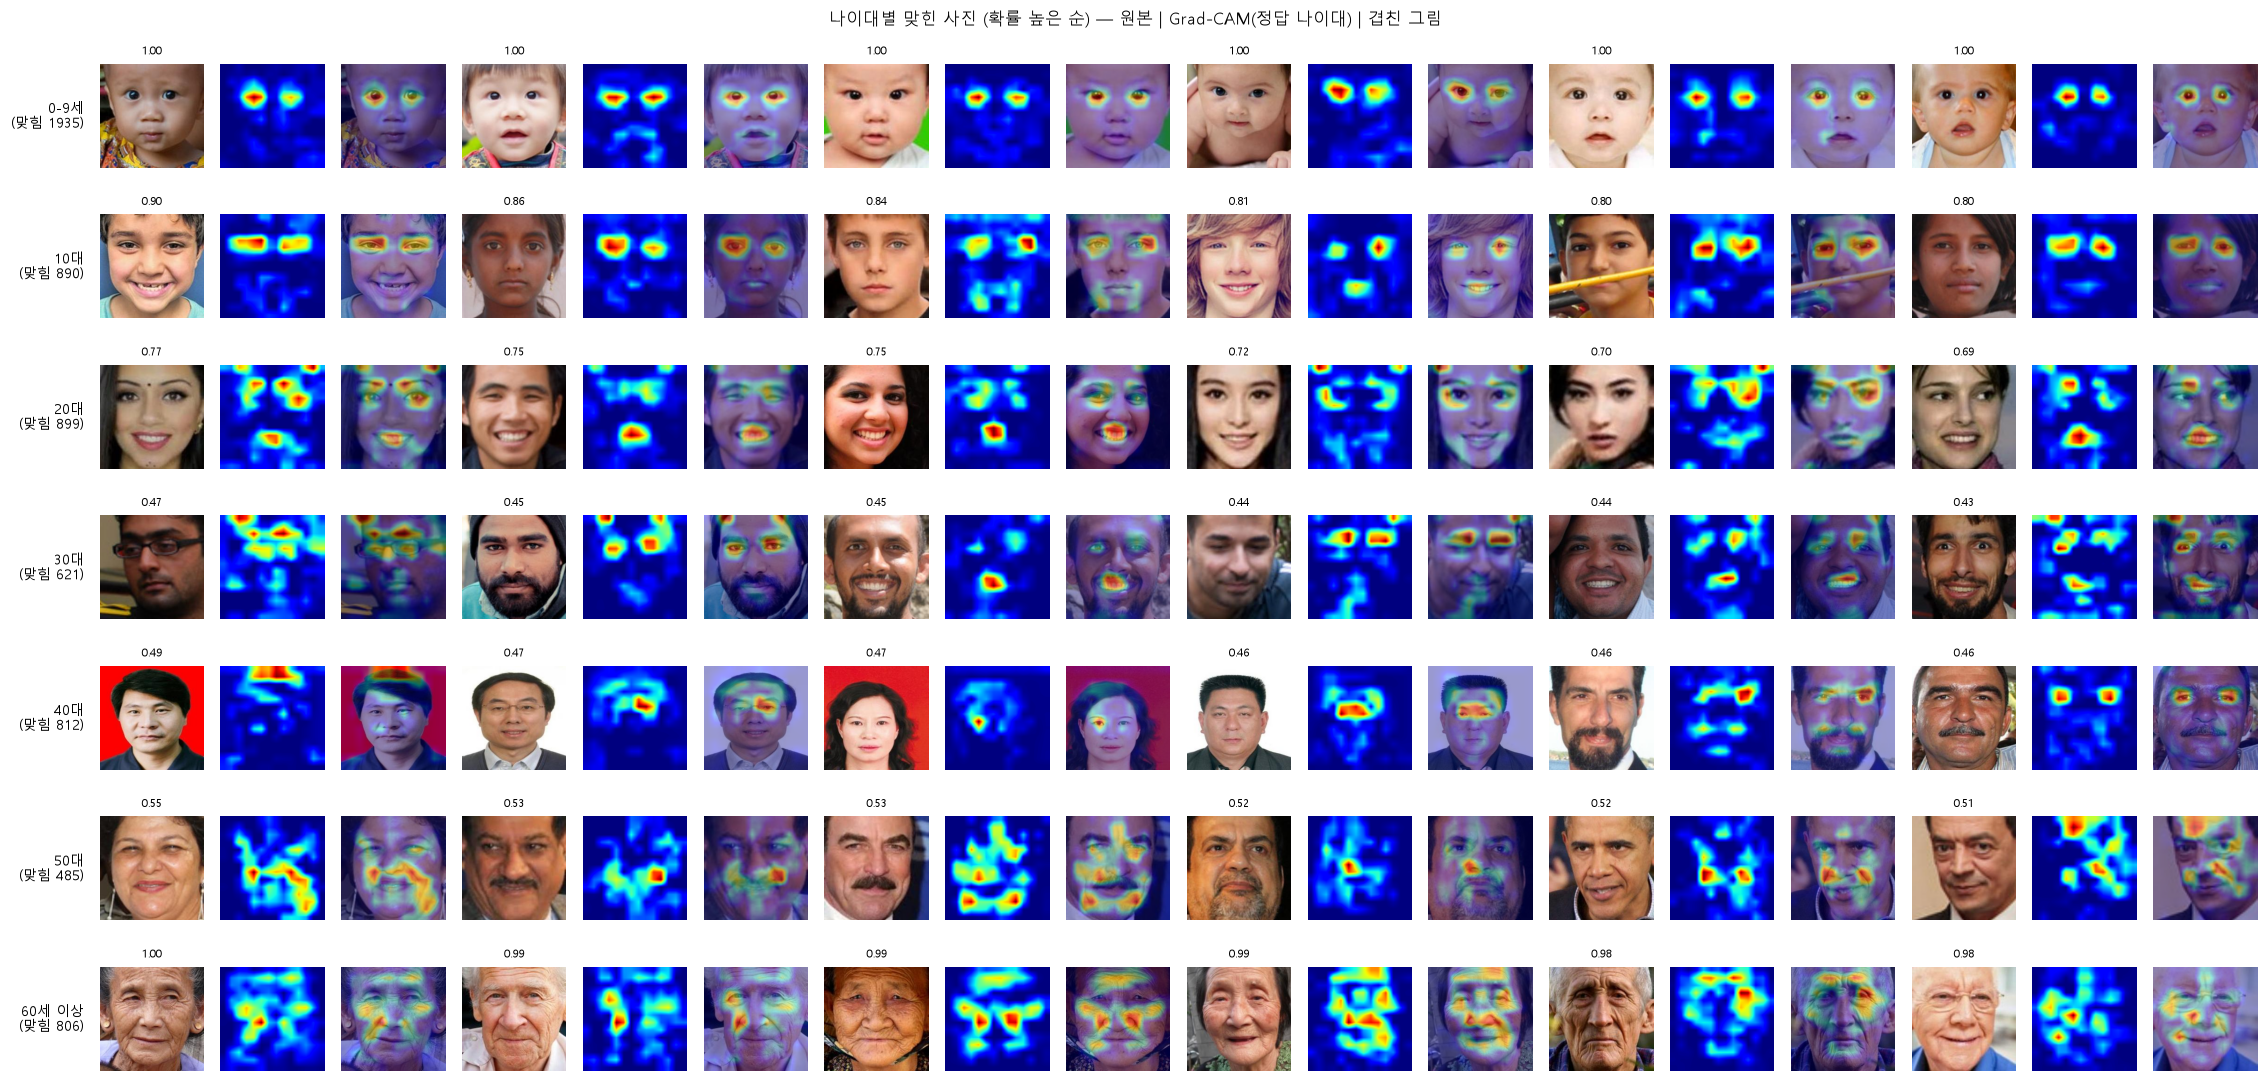 나이대별 맞힌 사진 (확률 높은 순) — 원본 | Grad-CAM(정답 나이대) | 겹친 그림
1.00 1.00 1.00 1.00 1.00 1.00
0-9세
(맞힘 1935)
0.90 0.86 0.84 0.81 0.80 0.80
10대
(맞힘 890)
0.77 0.75 0.75 0.72 0.70 0.69
20대
(맞힘 899)
0.47 0.45 0.45 0.44 0.44 0.43
30대
(맞힘 621)
0.49 0.47 0.47 0.46 0.46 0.46
40대
(맞힘 812)
0.55 0.53 0.53 0.52 0.52 0.51
50대
(맞힘 485)
1.00 0.99 0.99 0.99 0.98 0.98
60세 이상
(맞힘 806)